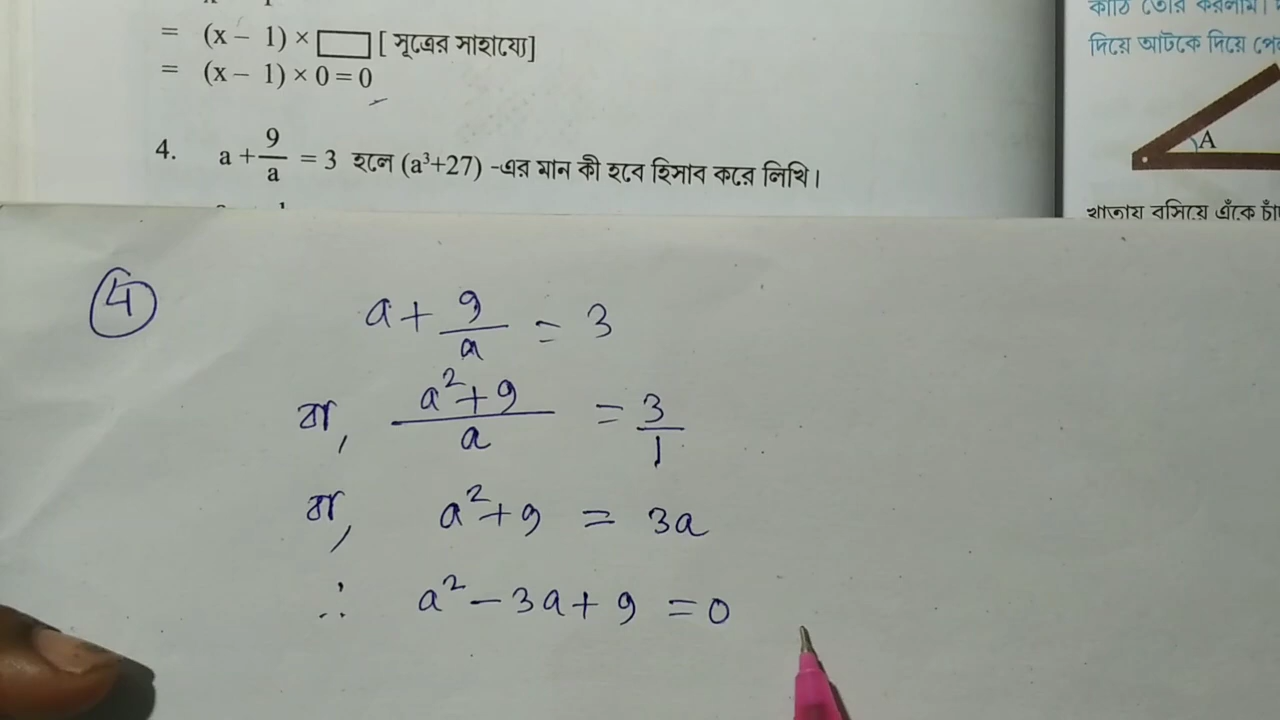 = (x – 1) × [ সূত্রের সাহায্যে]
= (x – 1) × 0 = 0
4. a + 9/a = 3 হলে (a³+27) -এর মান কী হবে হিসাব করে লিখি।
দিয়ে আটকে দিয়ে
A
খাতায় বসিয়ে এঁকে
4
a + 9/a = 3
বা, a²+9/a = 3/1
বা, a²+9 = 3a
∴ a² – 3a + 9 = 0